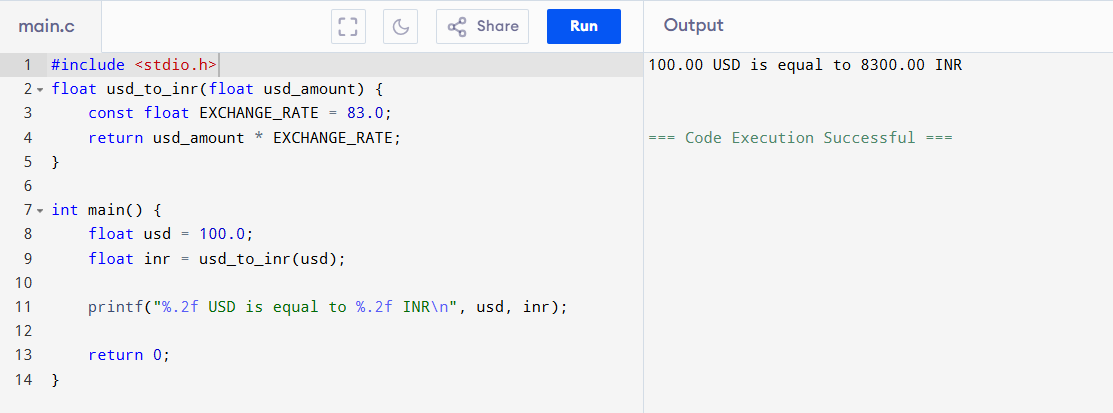 main.c Share Run Output
1 #include <stdio.h>
2 float usd_to_inr(float usd_amount) {
3     const float EXCHANGE_RATE = 83.0;
4     return usd_amount * EXCHANGE_RATE;
5 }
6
7 int main() {
8     float usd = 100.0;
9     float inr = usd_to_inr(usd);
10
11     printf("%.2f USD is equal to %.2f INR\n", usd, inr);
12
13     return 0;
14 }
100.00 USD is equal to 8300.00 INR
=== Code Execution Successful ===